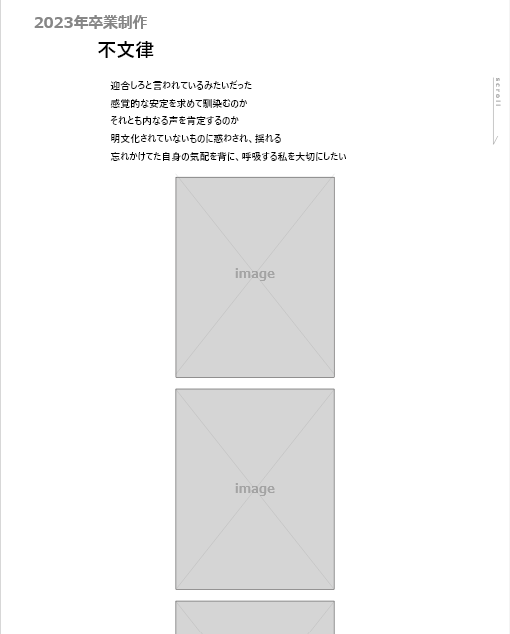 2023年卒業制作
不文律
迎合しろと言われているみたいだった
感覚的な安定を求めて馴染むのか
それとも内なる声を肯定するのか
明文化されていないものに惑わされ、揺れる
忘れかけてた自身の気配を背に、呼吸する私を大切にしたい
scroll
image
image